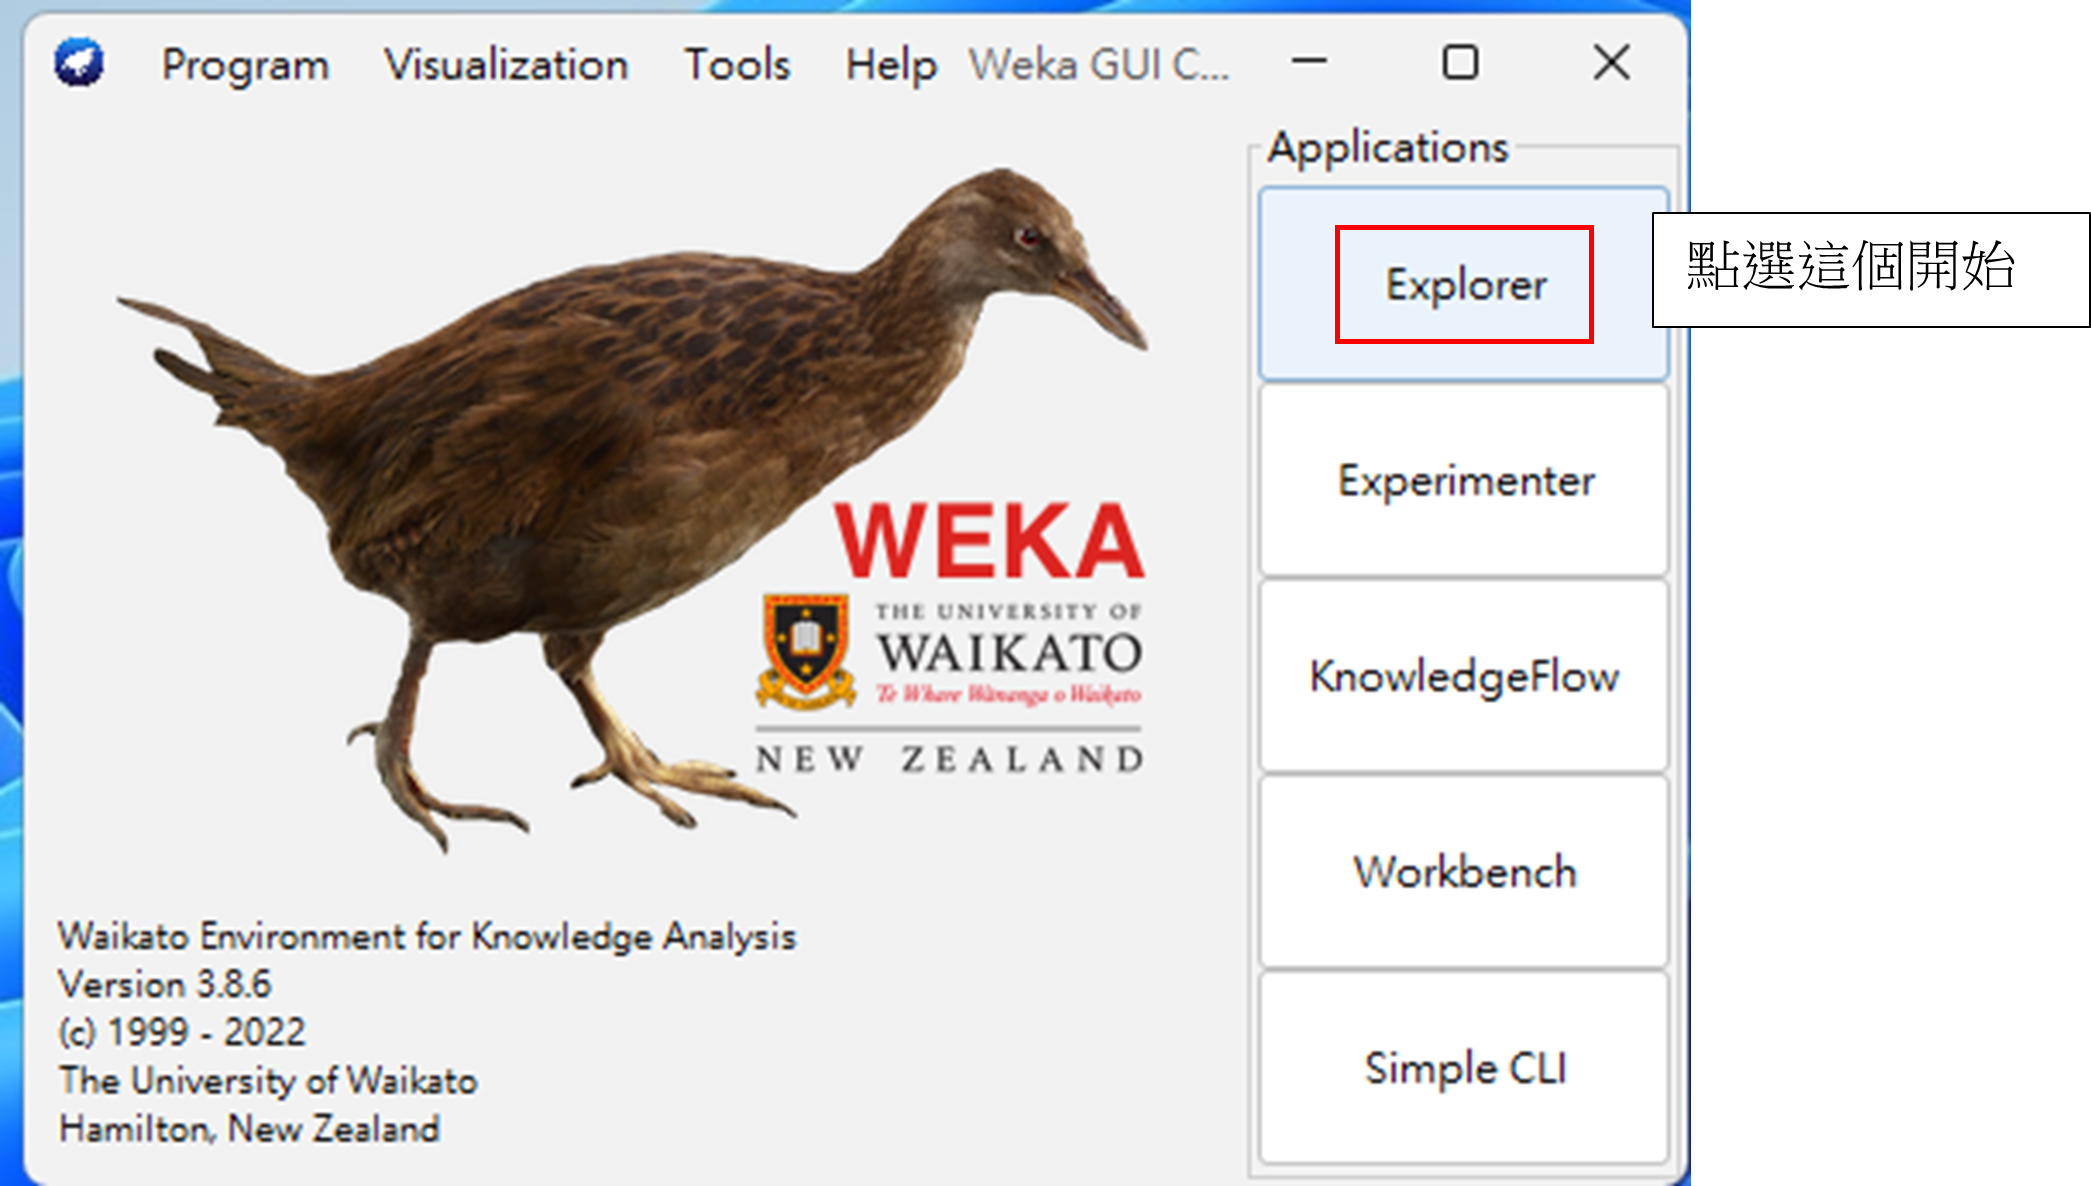 Program Visualization Tools Help Weka GUI C...
Applications
Explorer
點選這個開始
Experimenter
KnowledgeFlow
Workbench
Simple CLI
WEKA
THE UNIVERSITY OF
WAIKATO
Te Whare Wānanga o Waikato
NEW ZEALAND
Waikato Environment for Knowledge Analysis
Version 3.8.6
(c) 1999 - 2022
The University of Waikato
Hamilton, New Zealand